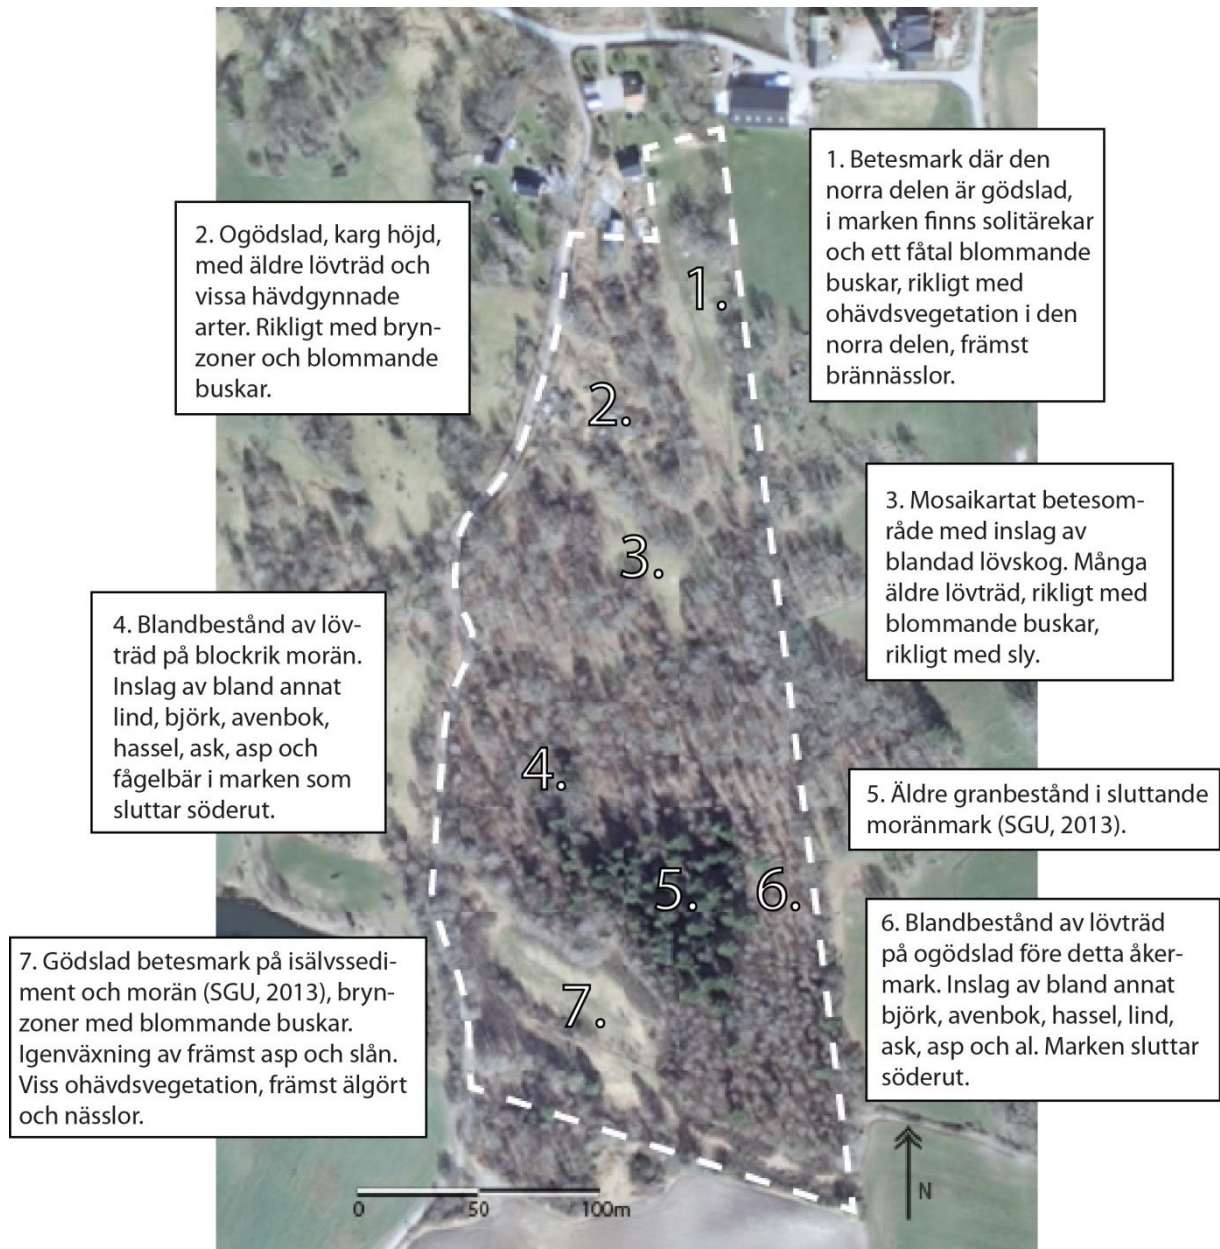 1. Betesmark där den
norra delen är gödslad,
i marken finns solitärekar
och ett fåtal blommande
buskar, rikligt med
ohävdsvegetation i den
norra delen, främst
brännässlor.
2. Ogödslad, karg höjd,
med äldre lövträd och
vissa hävdgynnade
arter. Rikligt med bryn-
zoner och blommande
buskar.
1.
2.
3. Mosaikartat betesom-
råde med inslag av
blandad lövskog. Många
äldre lövträd, rikligt med
blommande buskar,
rikligt med sly.
3.
4. Blandbestånd av löv-
träd på blockrik morän.
Inslag av bland annat
lind, björk, avenbok,
hassel, ask, asp och
fågelbär i marken som
sluttar söderut.
4.
5. Äldre granbestånd i sluttande
moränmark (SGU, 2013).
5.
6.
6. Blandbestånd av lövträd
på ogödslad före detta åker-
mark. Inslag av bland annat
björk, avenbok, hassel, lind,
ask, asp och al. Marken sluttar
söderut.
7. Gödslad betesmark på isälvssedi-
ment och morän (SGU, 2013), bryn-
zoner med blommande buskar.
Igenväxning av främst asp och slån.
Viss ohävdsvegetation, främst älgört
och nässlor.
7.
N
0 50 100m